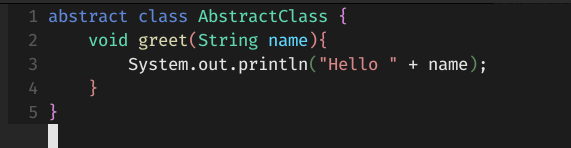 1 abstract class AbstractClass {
2     void greet(String name){
3         System.out.println("Hello " + name);
4     }
5 }